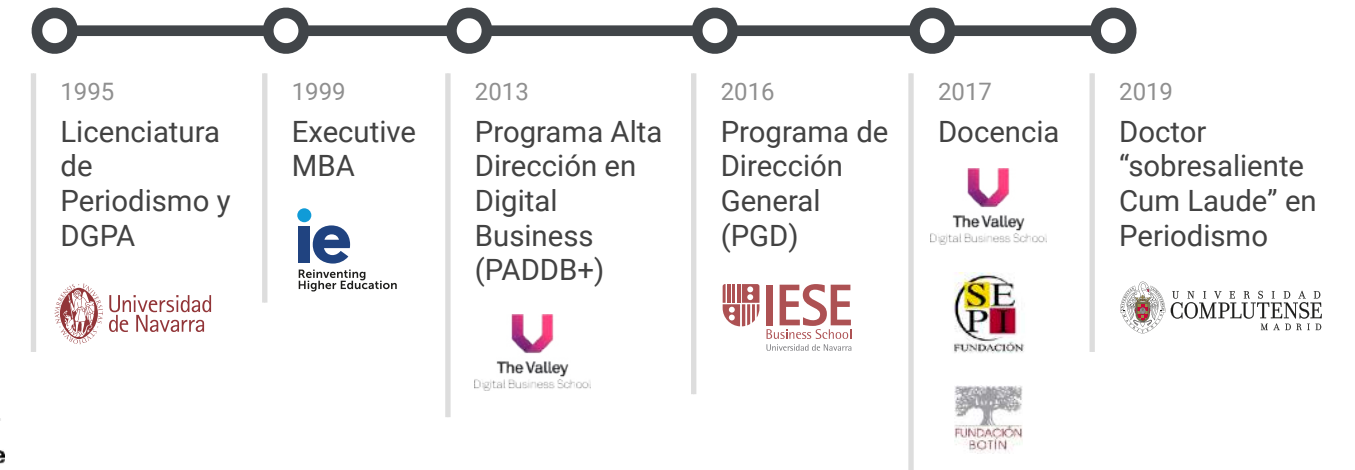 1995
Licenciatura
de
Periodismo y
DGPA
Universidad
de Navarra
1999
Executive
MBA
ie
Reinventing
Higher Education
2013
Programa Alta
Dirección en
Digital
Business
(PADDB+)
The Valley
Digital Business School
2016
Programa de
Dirección
General
(PGD)
IESE
Business School
Universidad de Navarra
2017
Docencia
The Valley
Digital Business School
SE
PI
FUNDACIÓN
FUNDACIÓN
BOTÍN
2019
Doctor
“sobresaliente
Cum Laude” en
Periodismo
UNIVERSIDAD
COMPLUTENSE
MADRID
e